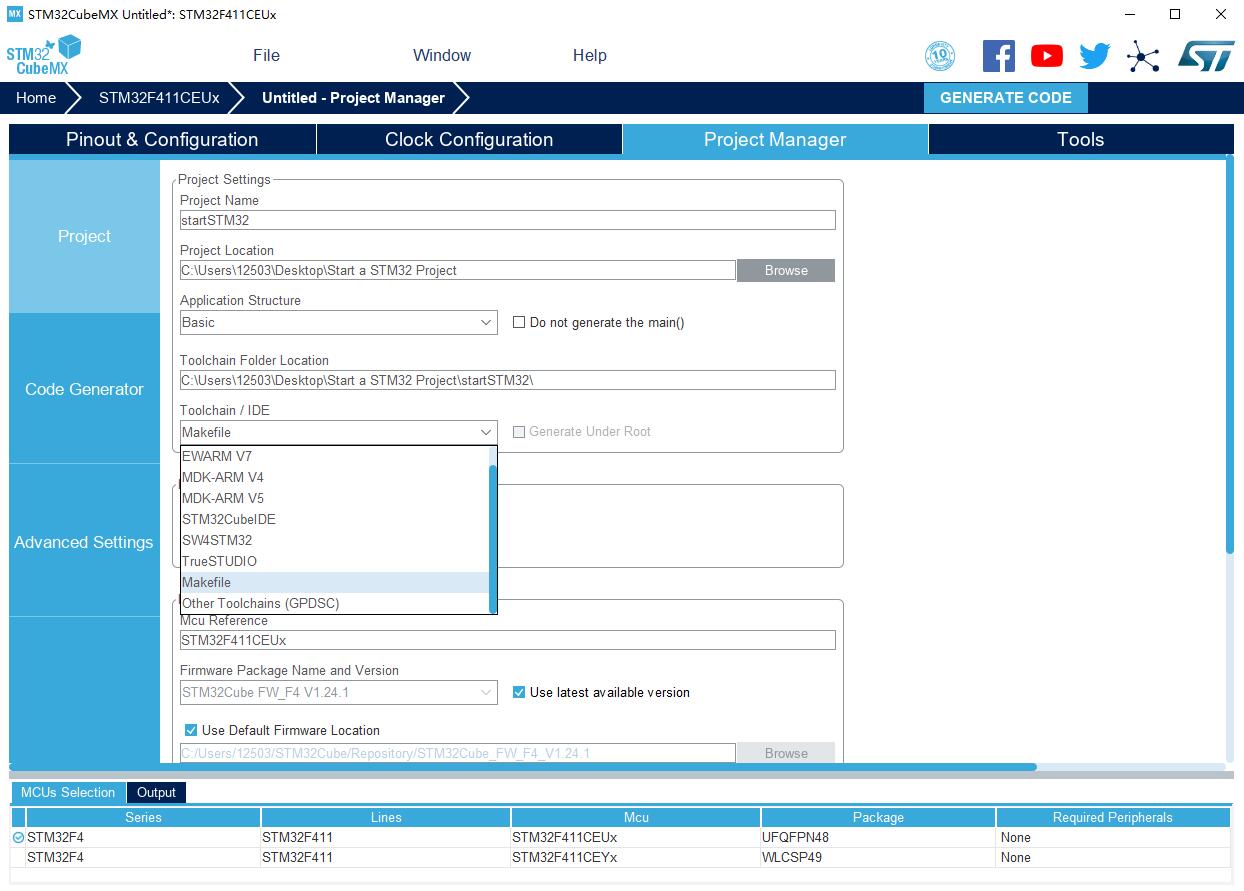 MX STM32CubeMX Untitled*: STM32F411CEUx
STM32 CubeMX
File Window Help
10
ST
Home STM32F411CEUx Untitled - Project Manager GENERATE CODE
Pinout & Configuration Clock Configuration Project Manager Tools
Project
Code Generator
Advanced Settings
Project Settings
Project Name
startSTM32
Project Location
C:\Users\12503\Desktop\Start a STM32 Project Browse
Application Structure
Basic Do not generate the main()
Toolchain Folder Location
C:\Users\12503\Desktop\Start a STM32 Project\startSTM32\
Toolchain / IDE
Makefile Generate Under Root
EWARM V7
MDK-ARM V4
MDK-ARM V5
STM32CubeIDE
SW4STM32
TrueSTUDIO
Makefile
Other Toolchains (GPDSC)
Mcu Reference
STM32F411CEUx
Firmware Package Name and Version
STM32Cube FW_F4 V1.24.1 Use latest available version
Use Default Firmware Location
C:/Users/12503/STM32Cube/Repository/STM32Cube_FW_F4_V1.24.1 Browse
MCUs Selection Output
Series Lines Mcu Package Required Peripherals
STM32F4 STM32F411 STM32F411CEUx UFQFPN48 None
STM32F4 STM32F411 STM32F411CEYx WLCSP49 None